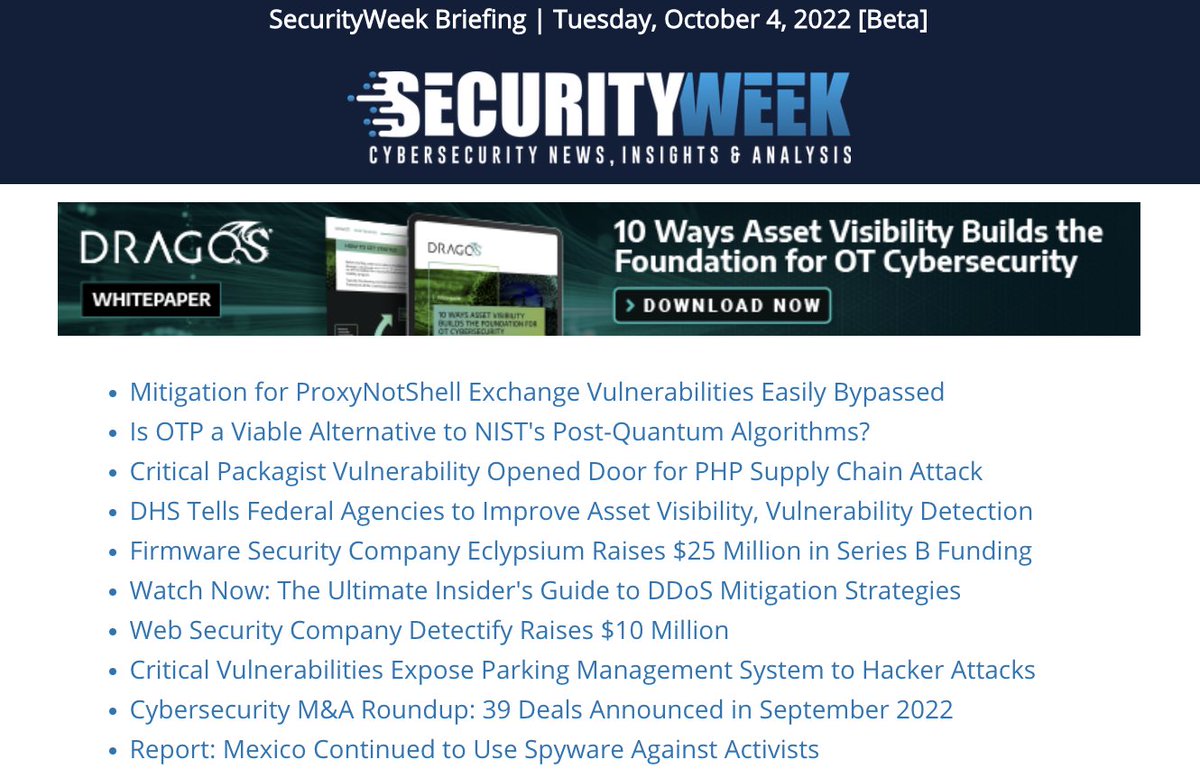 SecurityWeek Briefing | Tuesday, October 4, 2022 [Beta]
SECURITYWEEK
CYBERSECURITY NEWS, INSIGHTS & ANALYSIS
DRAGOS
WHITEPAPER
HOW TO GET STARTED
DRAGOS
10 WAYS ASSET VISIBILITY
BUILDS THE FOUNDATION FOR
OT CYBERSECURITY
10 Ways Asset Visibility Builds the
Foundation for OT Cybersecurity
> DOWNLOAD NOW
• Mitigation for ProxyNotShell Exchange Vulnerabilities Easily Bypassed
• Is OTP a Viable Alternative to NIST's Post-Quantum Algorithms?
• Critical Packagist Vulnerability Opened Door for PHP Supply Chain Attack
• DHS Tells Federal Agencies to Improve Asset Visibility, Vulnerability Detection
• Firmware Security Company Eclypsium Raises $25 Million in Series B Funding
• Watch Now: The Ultimate Insider's Guide to DDoS Mitigation Strategies
• Web Security Company Detectify Raises $10 Million
• Critical Vulnerabilities Expose Parking Management System to Hacker Attacks
• Cybersecurity M&A Roundup: 39 Deals Announced in September 2022
• Report: Mexico Continued to Use Spyware Against Activists